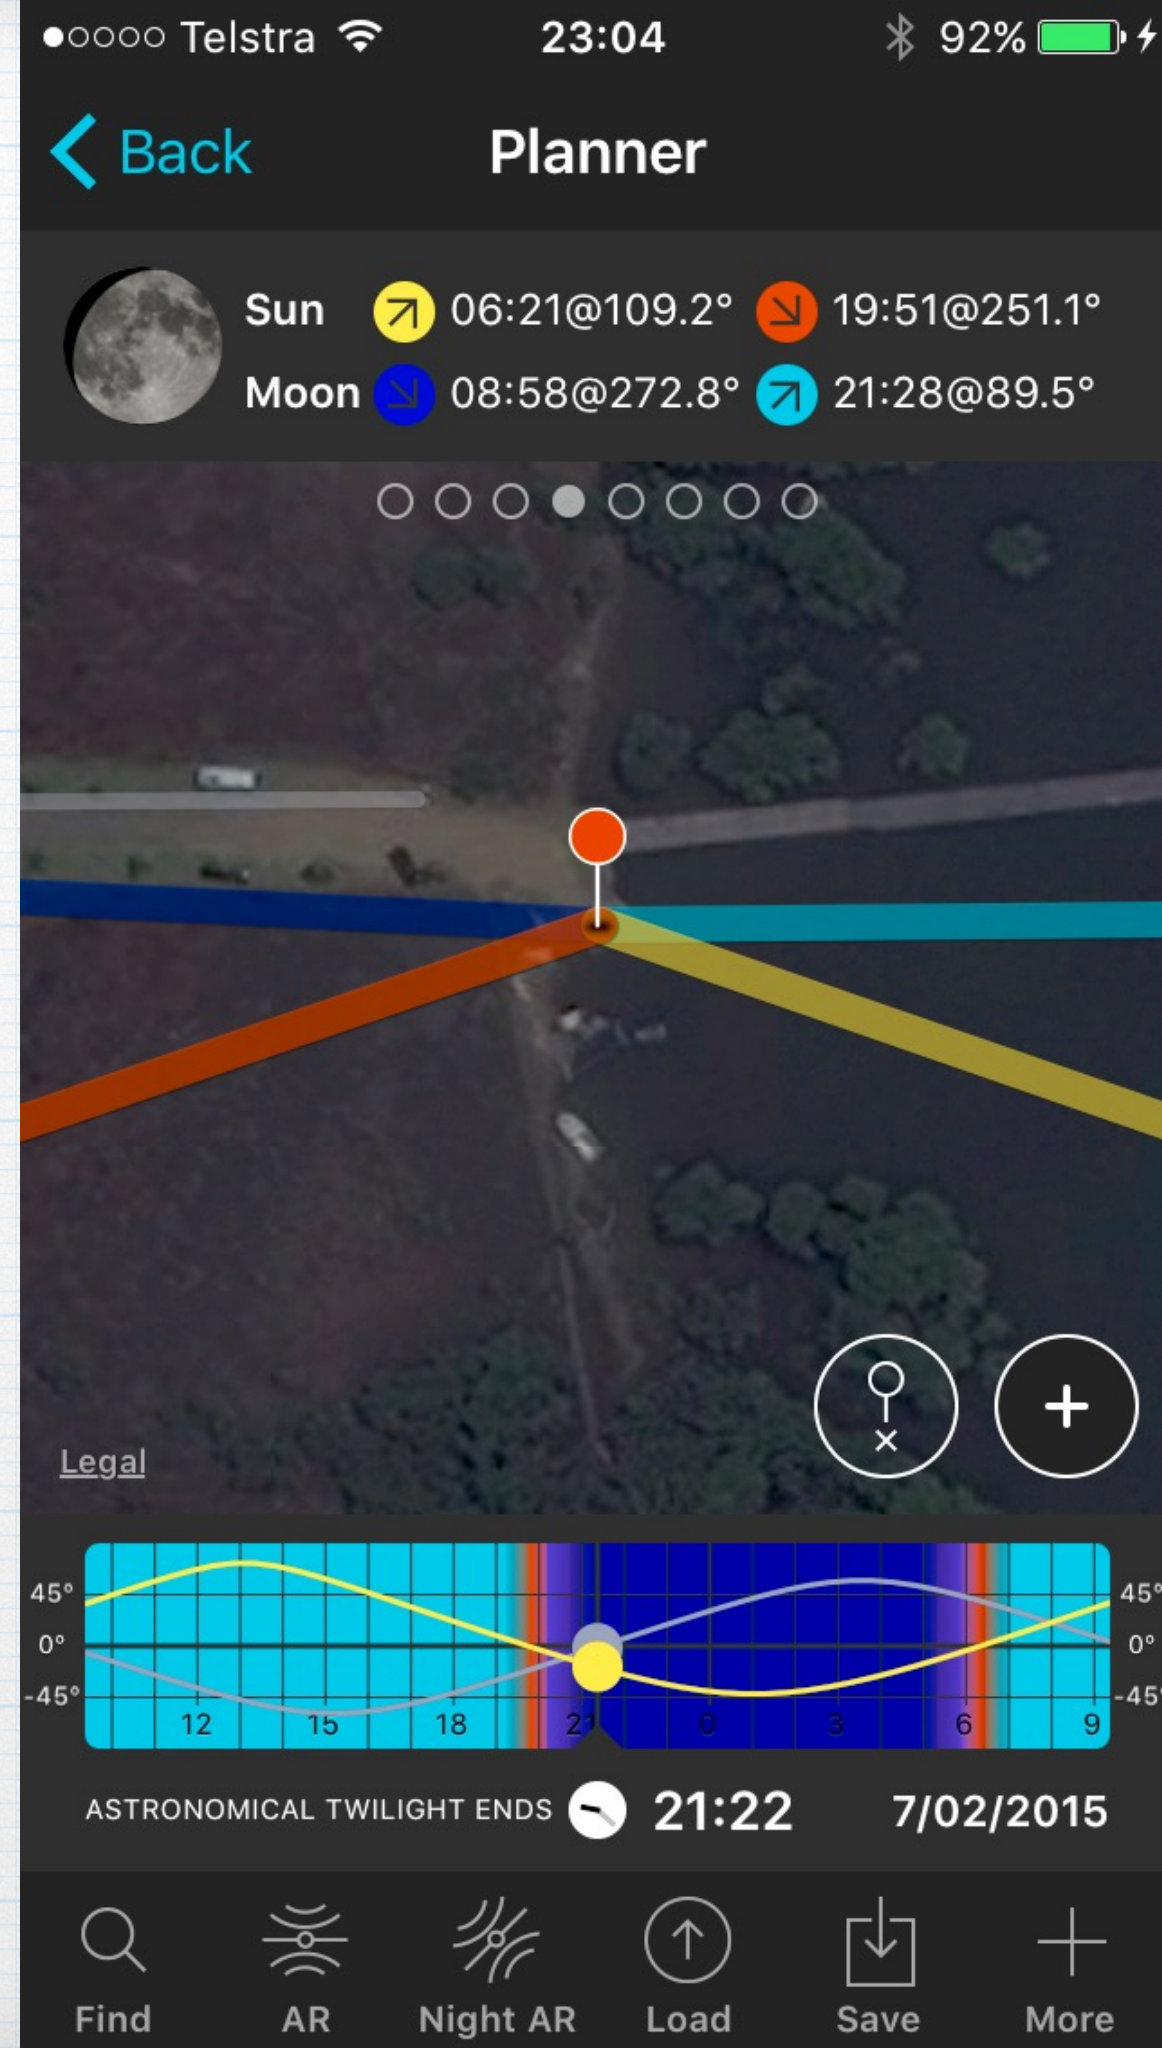 Telstra 23:04 92%
Back Planner
Sun 06:21@109.2° 19:51@251.1°
Moon 08:58@272.8° 21:28@89.5°
Legal
45° 45°
0° 0°
-45° -45°
12 15 18 21 0 3 6 9
ASTRONOMICAL TWILIGHT ENDS 21:22 7/02/2015
Find AR Night AR Load Save More